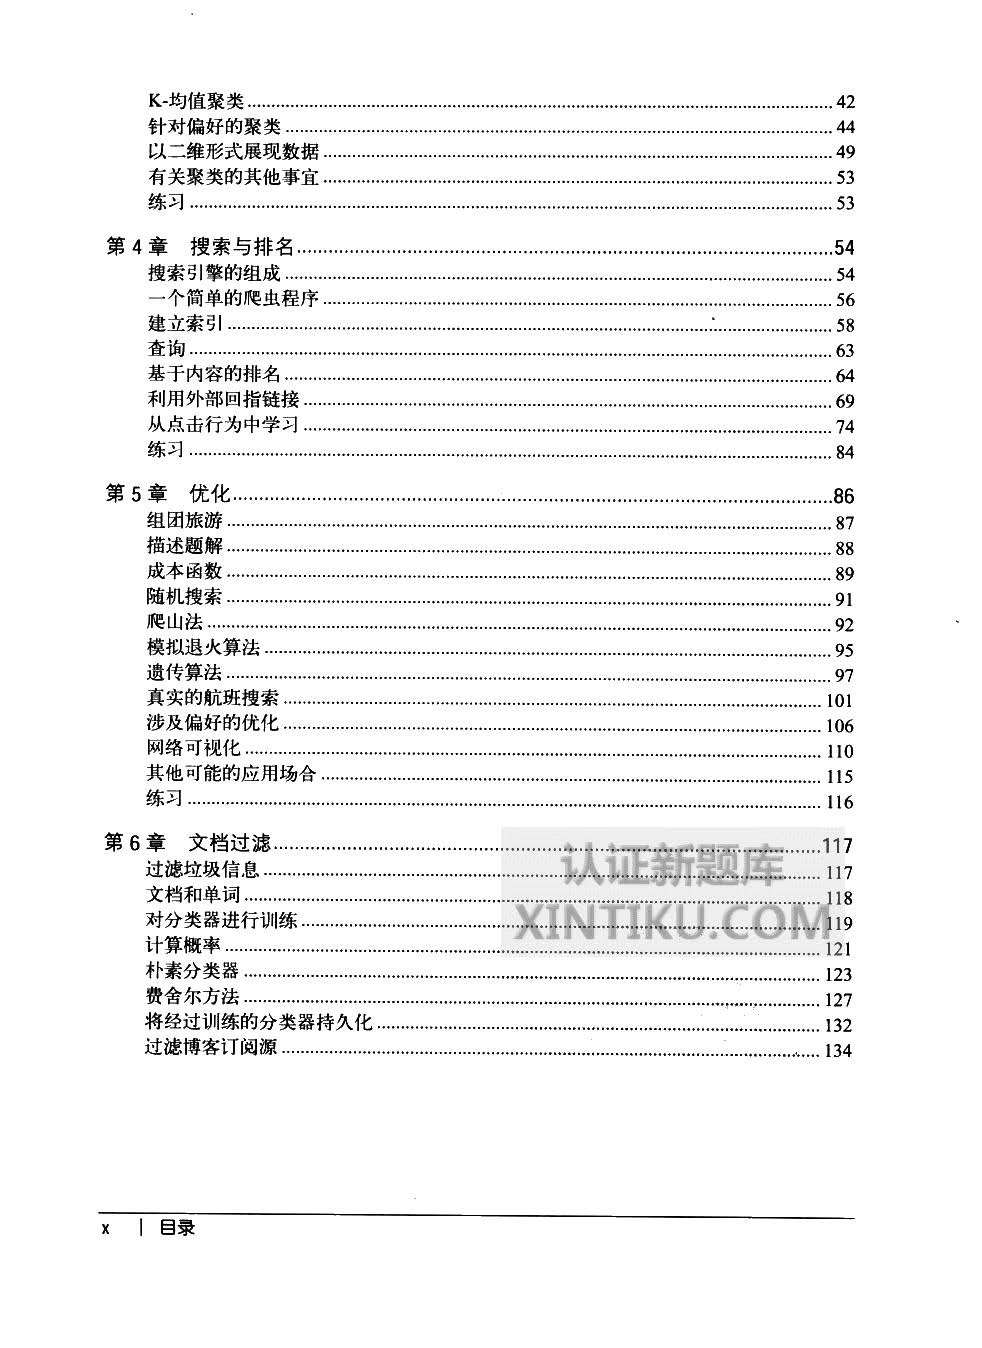 K-均值聚类 ........ 42
针对偏好的聚类 ........ 44
以二维形式展现数据 ........ 49
有关聚类的其他事宜 ........ 53
练习 ........ 53
第 4 章 搜索与排名 ........ 54
搜索引擎的组成 ........ 54
一个简单的爬虫程序 ........ 56
建立索引 ........ 58
查询 ........ 63
基于内容的排名 ........ 64
利用外部回指链接 ........ 69
从点击行为中学习 ........ 74
练习 ........ 84
第 5 章 优化 ........ 86
组团旅游 ........ 87
描述题解 ........ 88
成本函数 ........ 89
随机搜索 ........ 91
爬山法 ........ 92
模拟退火算法 ........ 95
遗传算法 ........ 97
真实的航班搜索 ........ 101
涉及偏好的优化 ........ 106
网络可视化 ........ 110
其他可能的应用场合 ........ 115
练习 ........ 116
第 6 章 文档过滤 ........ 117
过滤垃圾信息 ........ 117
文档和单词 ........ 118
对分类器进行训练 ........ 119
计算概率 ........ 121
朴素分类器 ........ 123
费舍尔方法 ........ 127
将经过训练的分类器持久化 ........ 132
过滤博客订阅源 ........ 134
认证新题库
XINTIKU.COM
x | 目录